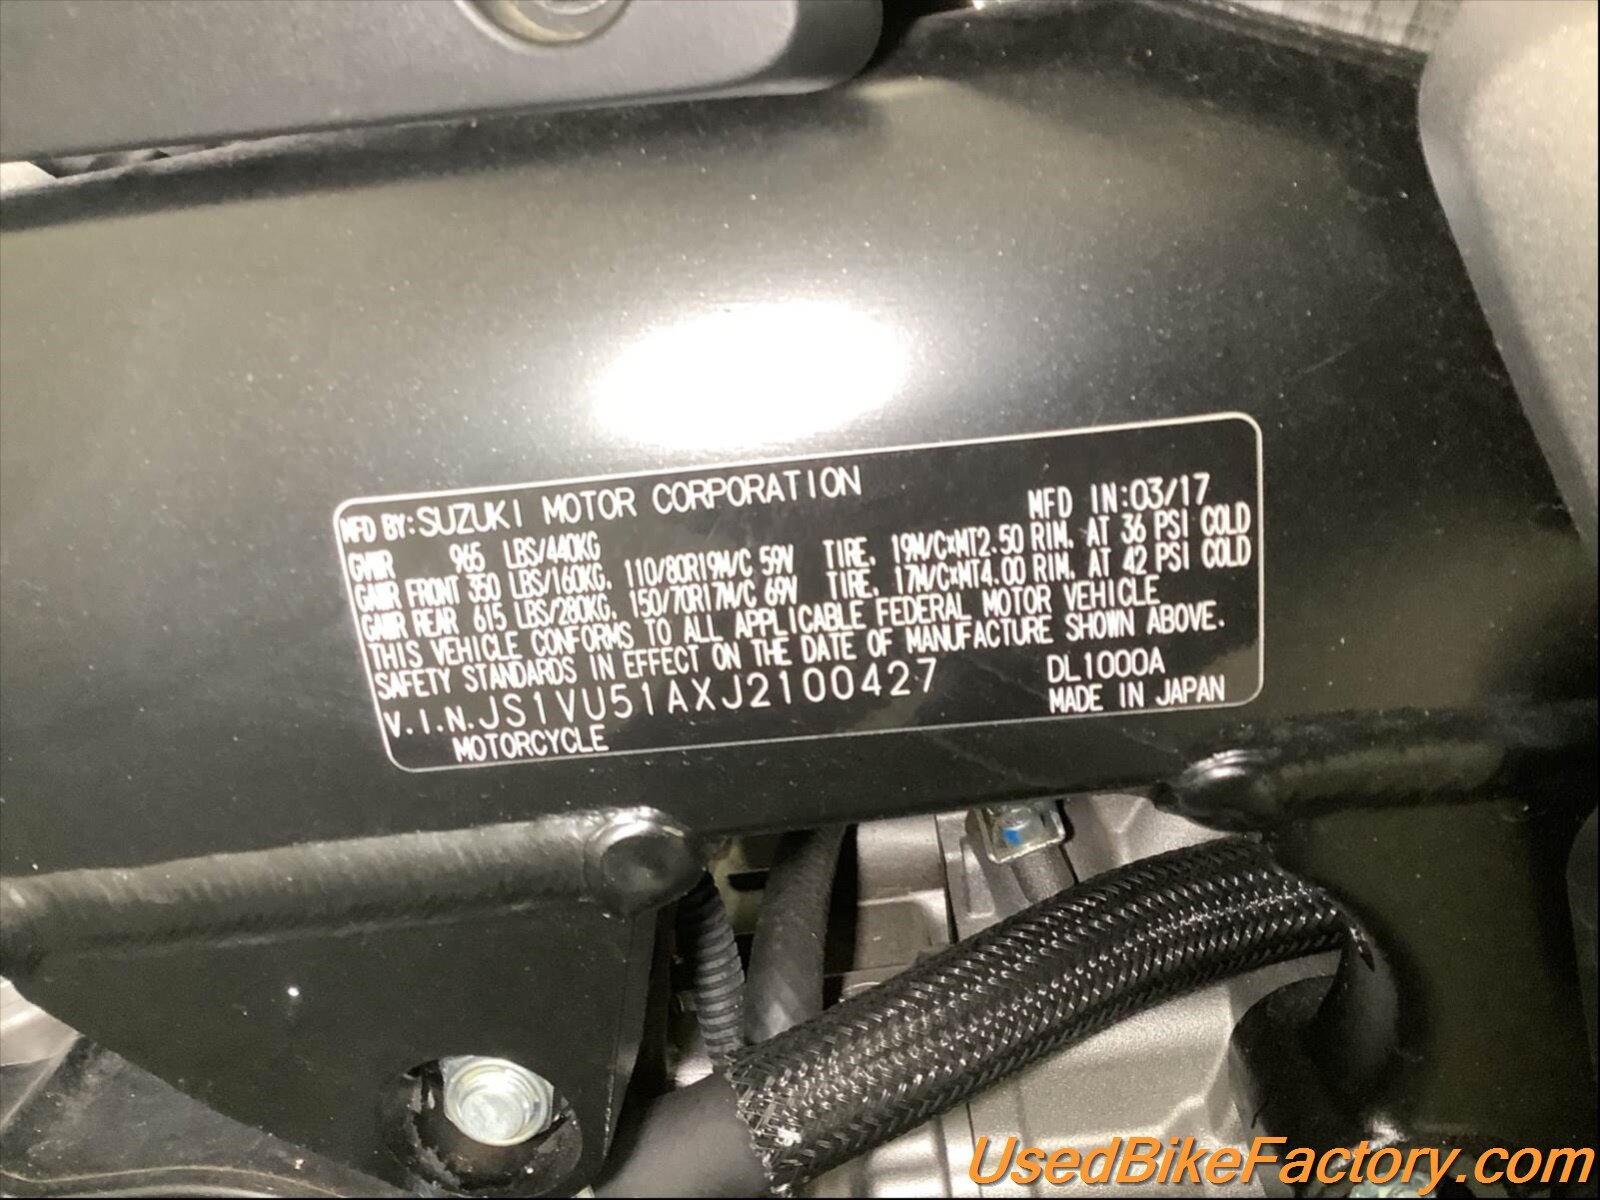 MFD BY: SUZUKI MOTOR CORPORATION MFD IN:03/17
GVWR 965 LBS/440KG
GAWR FRONT 350 LBS/160KG. 110/80R19M/C 59V TIRE, 19M/C×MT2.50 RIM, AT 36 PSI COLD
GAWR REAR 615 LBS/280KG. 150/70R17M/C 69V TIRE, 17M/C×MT4.00 RIM, AT 42 PSI COLD
THIS VEHICLE CONFORMS TO ALL APPLICABLE FEDERAL MOTOR VEHICLE
SAFETY STANDARDS IN EFFECT ON THE DATE OF MANUFACTURE SHOWN ABOVE.
V.I.N.JS1VU51AXJ2100427 DL1000A
MOTORCYCLE MADE IN JAPAN
UsedBikeFactory.com